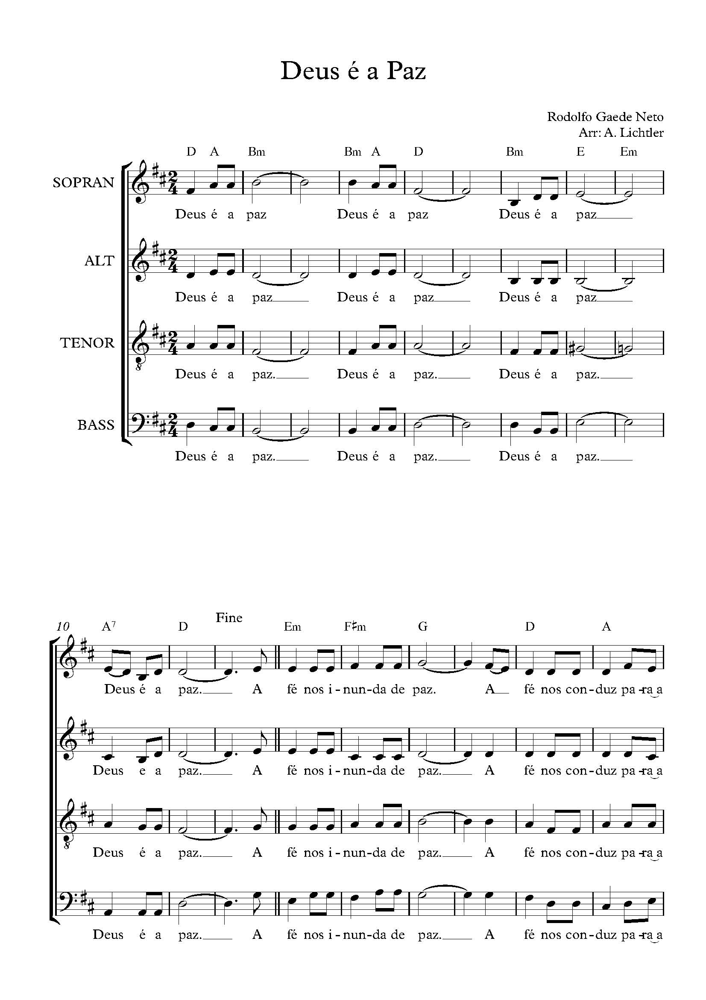 Deus é a Paz
Rodolfo Gaede Neto
Arr: A. Lichtler
D A Bm Bm A D Bm E Em
SOPRAN
Deus é a paz Deus é a paz Deus é a paz
ALT
Deus é a paz Deus é a paz Deus é a paz
TENOR
8
Deus é a paz. Deus é a paz. Deus é a paz.
BASS
Deus é a paz. Deus é a paz. Deus é a paz.
Fine
10 A7 D Em F♯m G D A
Deus é a paz. A fé nos i-nun-da de paz. A fé nos con-duz pa-ra a
Deus e a paz. A fé nos i-nun-da de paz. A fé nos con-duz pa-ra a
8
Deus é a paz. A fé nos i-nun-da de paz. A fé nos con-duz pa-ra a
Deus é a paz. A fé nos i-nun-da de paz. A fé nos con-duz pa-ra a